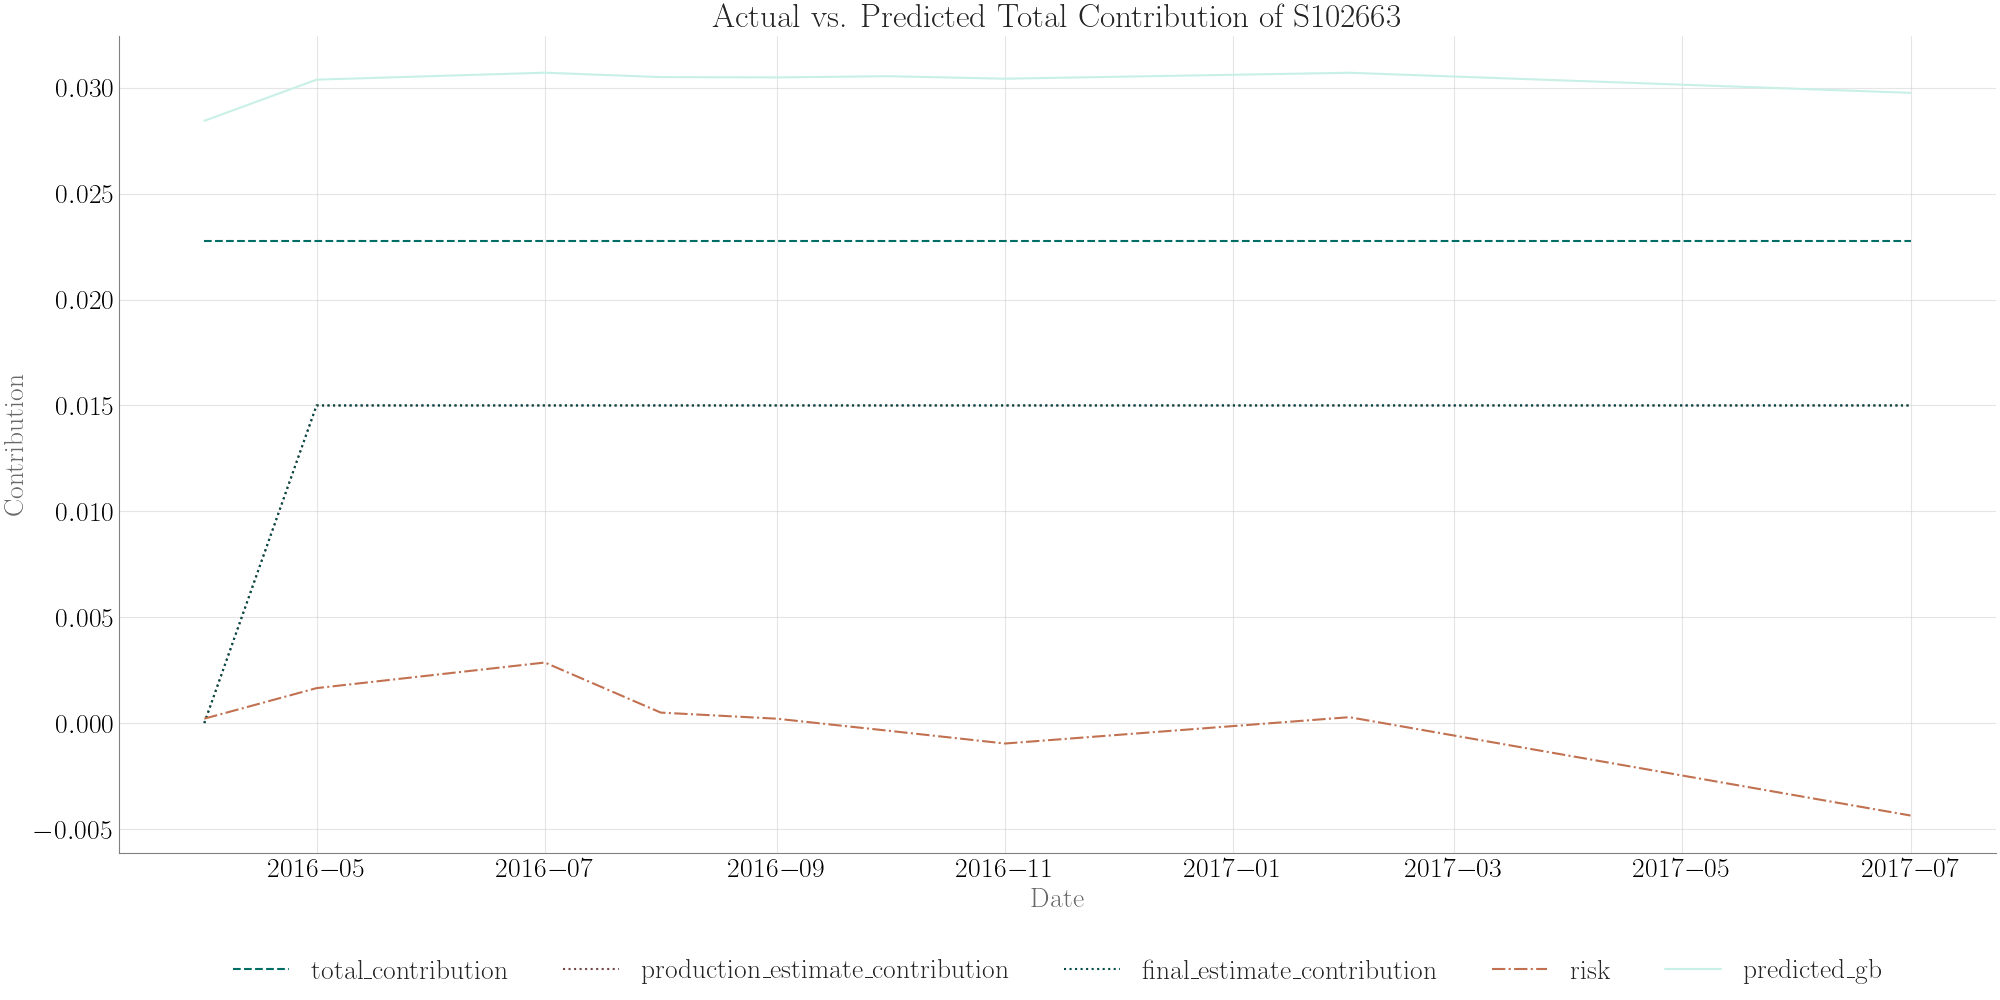 Actual vs. Predicted Total Contribution of S102663
0.030
0.025
0.020
0.015
0.010
0.005
0.000
−0.005
Contribution
2016−05 2016−07 2016−09 2016−11 2017−01 2017−03 2017−05 2017−07
Date
total_contribution production_estimate_contribution final_estimate_contribution risk predicted_gb